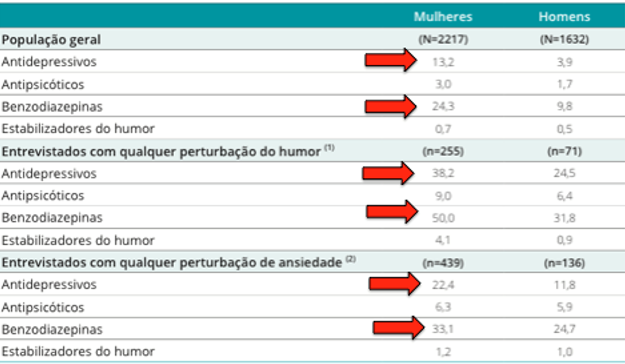 Mulheres Homens
População geral (N=2217) (N=1632)
Antidepressivos 13,2 3,9
Antipsicóticos 3,0 1,7
Benzodiazepinas 24,3 9,8
Estabilizadores do humor 0,7 0,5
Entrevistados com qualquer perturbação do humor (1) (n=255) (n=71)
Antidepressivos 38,2 24,5
Antipsicóticos 9,0 6,4
Benzodiazepinas 50,0 31,8
Estabilizadores do humor 4,1 0,9
Entrevistados com qualquer perturbação de ansiedade (2) (n=439) (n=136)
Antidepressivos 22,4 11,8
Antipsicóticos 6,3 5,9
Benzodiazepinas 33,1 24,7
Estabilizadores do humor 1,2 1,0